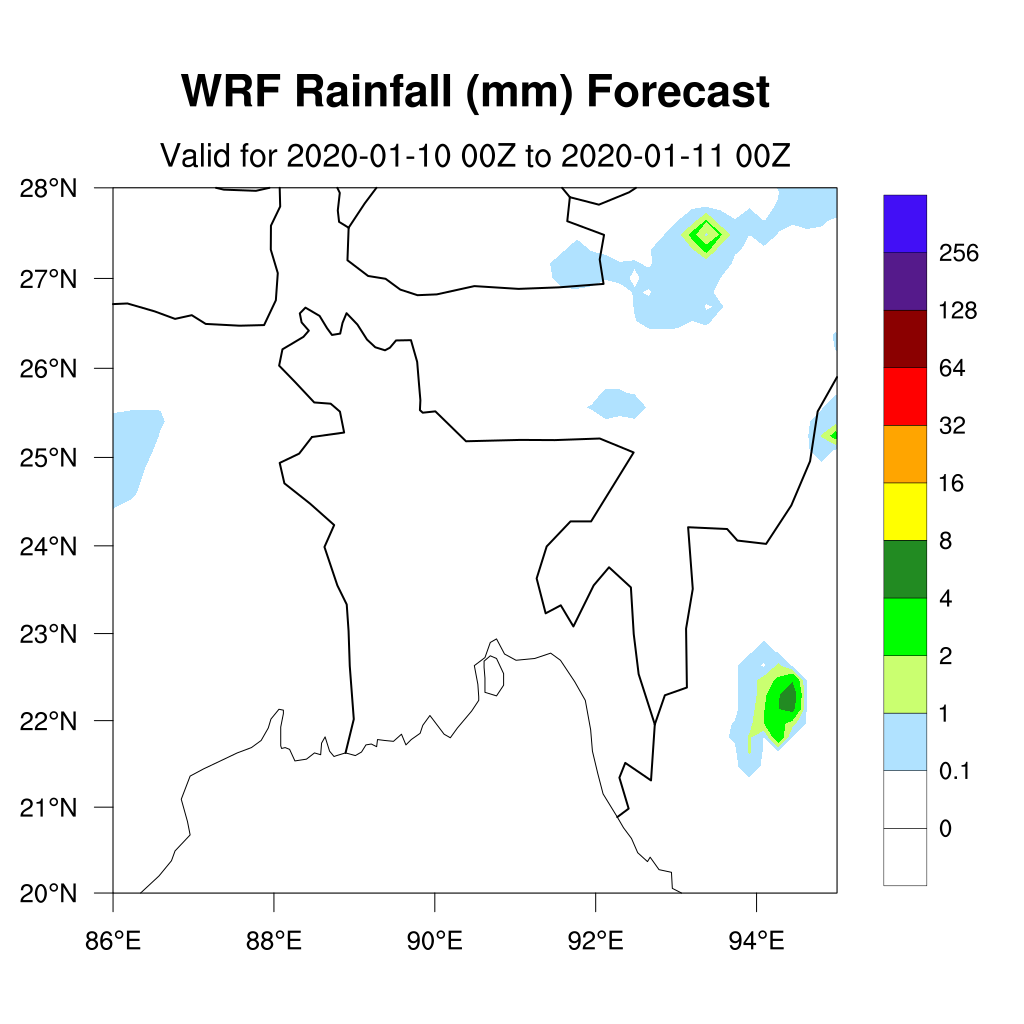 WRF Rainfall (mm) Forecast
Valid for 2020-01-10 00Z to 2020-01-11 00Z
28°N
27°N
26°N
25°N
24°N
23°N
22°N
21°N
20°N
86°E 88°E 90°E 92°E 94°E
256
128
64
32
16
8
4
2
1
0.1
0